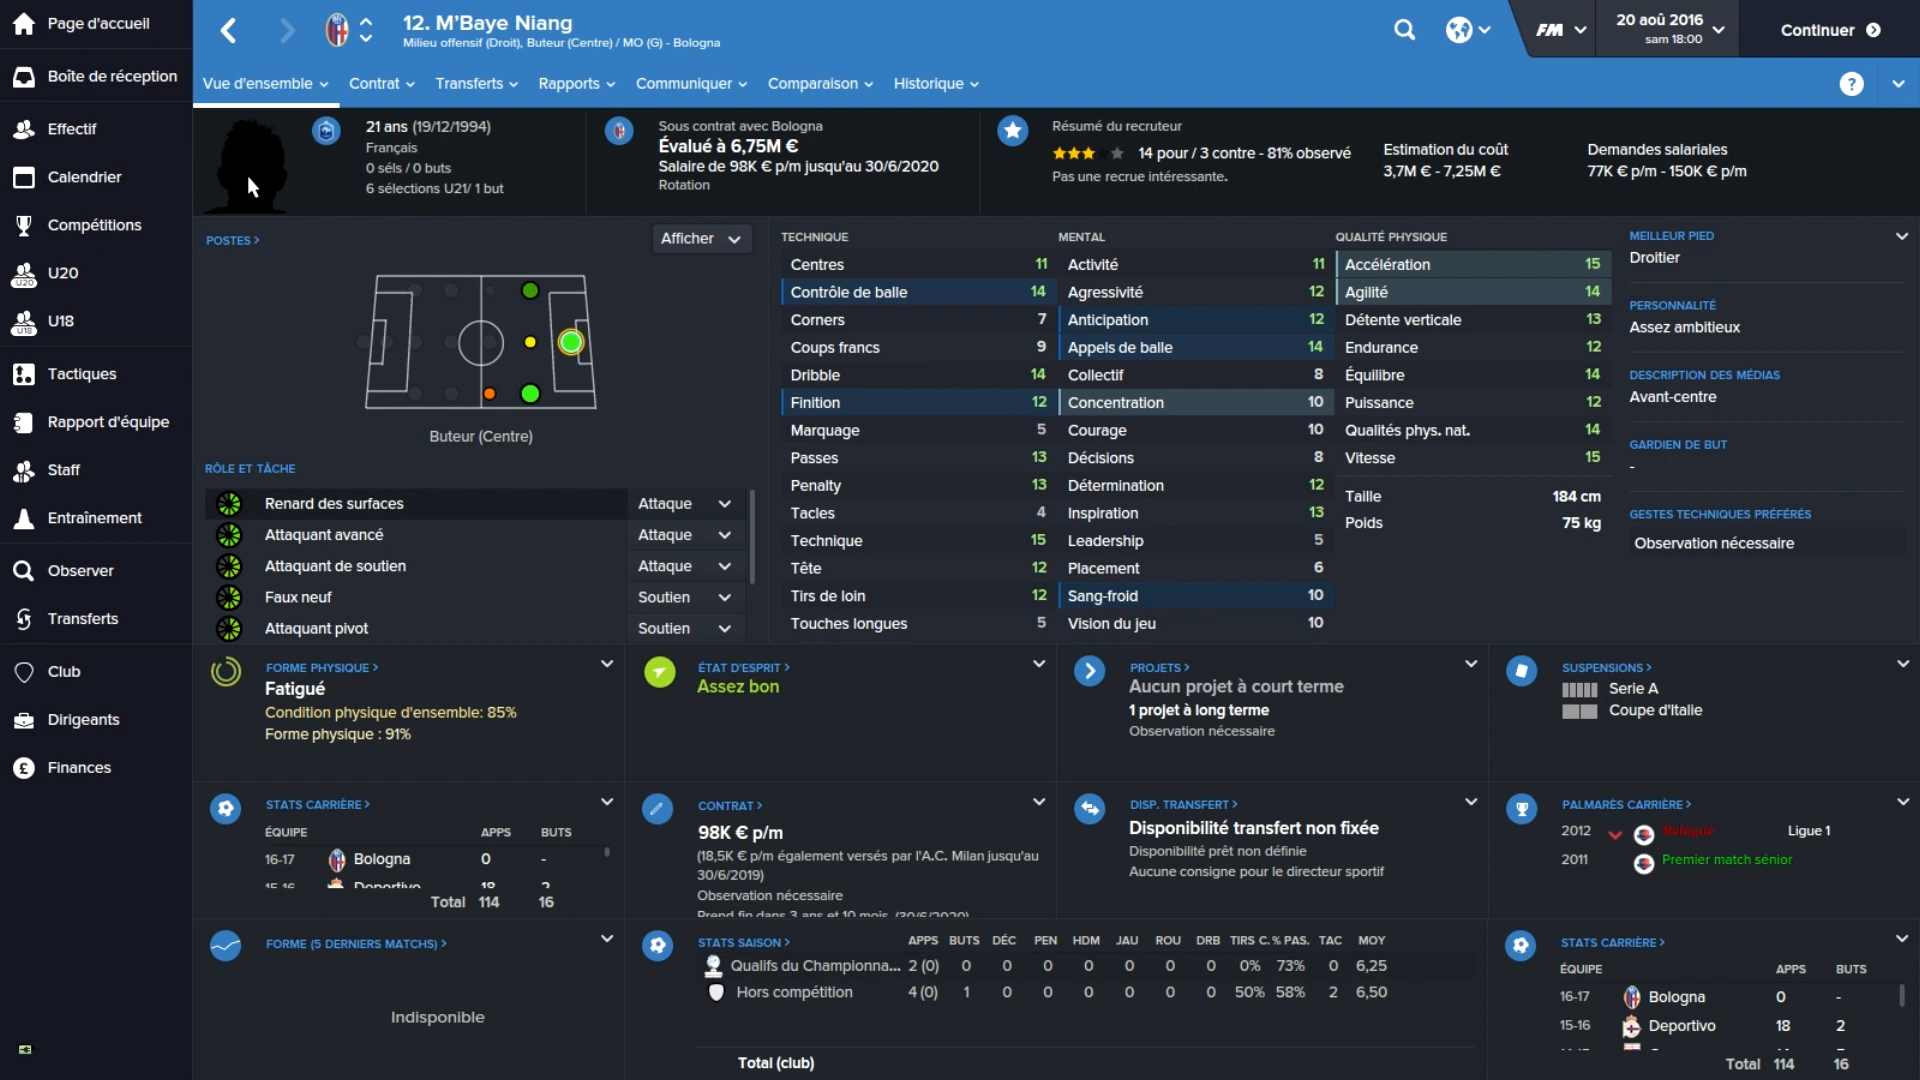 Page d'accueil
Boîte de réception
Effectif
Calendrier
Compétitions
U20
U18
Tactiques
Rapport d'équipe
Staff
Entraînement
Observer
Transferts
Club
Dirigeants
Finances
12. M'Baye Niang
Milieu offensif (Droit), Buteur (Centre) / MO (G) - Bologna
FM
20 aoû 2016
sam 18:00
Continuer
Vue d'ensemble Contrat Transferts Rapports Communiquer Comparaison Historique
?
21 ans (19/12/1994)
Français
0 séls / 0 buts
6 sélections U21/ 1 but
Sous contrat avec Bologna
Évalué à 6,75M €
Salaire de 98K € p/m jusqu'au 30/6/2020
Rotation
Résumé du recruteur
14 pour / 3 contre - 81% observé
Pas une recrue intéressante.
Estimation du coût
3,7M € - 7,25M €
Demandes salariales
77K € p/m - 150K € p/m
POSTES >
Afficher
Buteur (Centre)
RÔLE ET TÂCHE
Renard des surfaces Attaque
Attaquant avancé Attaque
Attaquant de soutien Attaque
Faux neuf Soutien
Attaquant pivot Soutien
TECHNIQUE
Centres 11
Contrôle de balle 14
Corners 7
Coups francs 9
Dribble 14
Finition 12
Marquage 5
Passes 13
Penalty 13
Tacles 4
Technique 15
Tête 12
Tirs de loin 12
Touches longues 5
MENTAL
Activité 11
Agressivité 12
Anticipation 12
Appels de balle 14
Collectif 8
Concentration 10
Courage 10
Décisions 8
Détermination 12
Inspiration 13
Leadership 5
Placement 6
Sang-froid 10
Vision du jeu 10
QUALITÉ PHYSIQUE
Accélération 15
Agilité 14
Détente verticale 13
Endurance 12
Équilibre 14
Puissance 12
Qualités phys. nat. 14
Vitesse 15
Taille 184 cm
Poids 75 kg
MEILLEUR PIED
Droitier
PERSONNALITÉ
Assez ambitieux
DESCRIPTION DES MÉDIAS
Avant-centre
GARDIEN DE BUT
-
GESTES TECHNIQUES PRÉFÉRÉS
Observation nécessaire
FORME PHYSIQUE >
Fatigué
Condition physique d'ensemble: 85%
Forme physique : 91%
ÉTAT D'ESPRIT >
Assez bon
PROJETS >
Aucun projet à court terme
1 projet à long terme
Observation nécessaire
SUSPENSIONS >
Serie A
Coupe d'Italie
STATS CARRIÈRE >
ÉQUIPE APPS BUTS
16-17 Bologna 0 -
15-16 Deportivo 18 2
Total 114 16
CONTRAT >
98K € p/m
(18,5K € p/m également versés par l'A.C. Milan jusqu'au
30/6/2019)
Observation nécessaire
Prend fin dans 3 ans et 10 mois (30/6/2020)
DISP. TRANSFERT >
Disponibilité transfert non fixée
Disponibilité prêt non définie
Aucune consigne pour le directeur sportif
PALMARÈS CARRIÈRE >
2012 Relégué Ligue 1
2011 Premier match sénior
FORME (5 DERNIERS MATCHS) >
Indisponible
STATS SAISON > APPS BUTS DÉC PEN HDM JAU ROU DRB TIRS C. % PAS. TAC MOY
Qualifs du Championna... 2 (0) 0 0 0 0 0 0 0 0% 73% 0 6,25
Hors compétition 4 (0) 1 0 0 0 0 0 0 50% 58% 2 6,50
Total (club)
STATS CARRIÈRE >
ÉQUIPE APPS BUTS
16-17 Bologna 0 -
15-16 Deportivo 18 2
Total 114 16